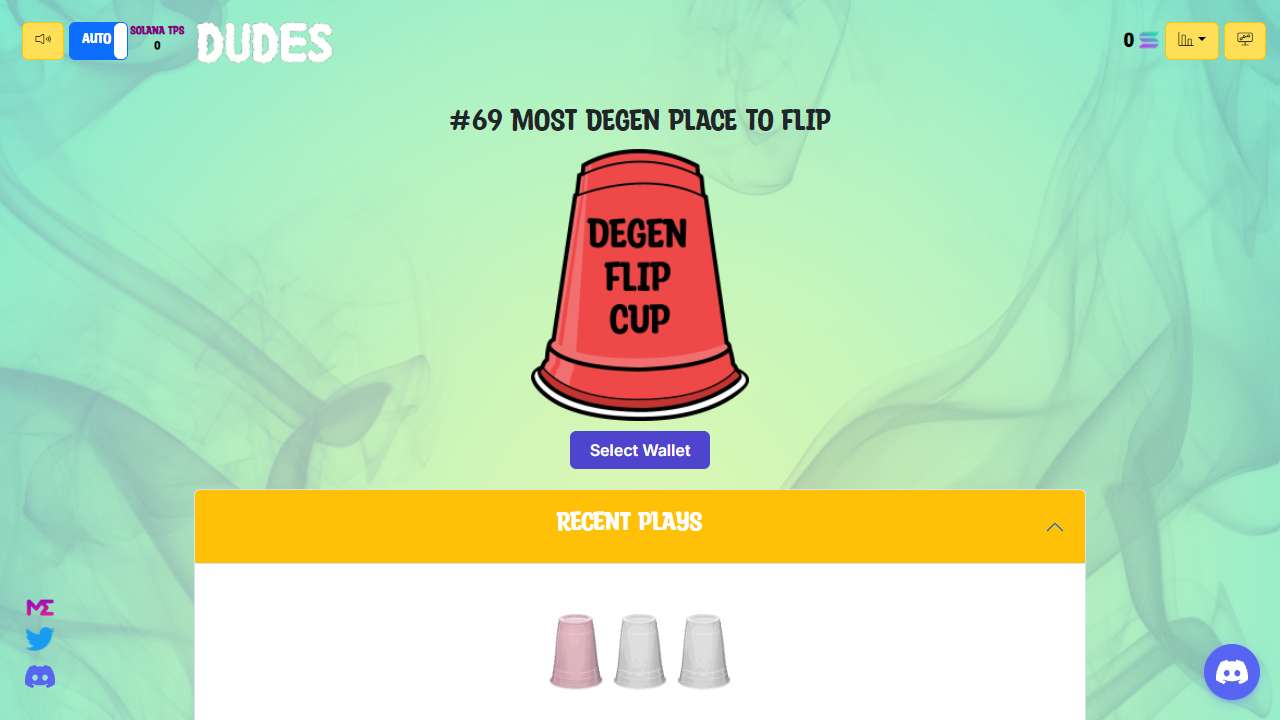 AUTO
SOLANA TPS
0
DUDES
0
#69 MOST DEGEN PLACE TO FLIP
DEGEN
FLIP
CUP
Select Wallet
RECENT PLAYS
ME